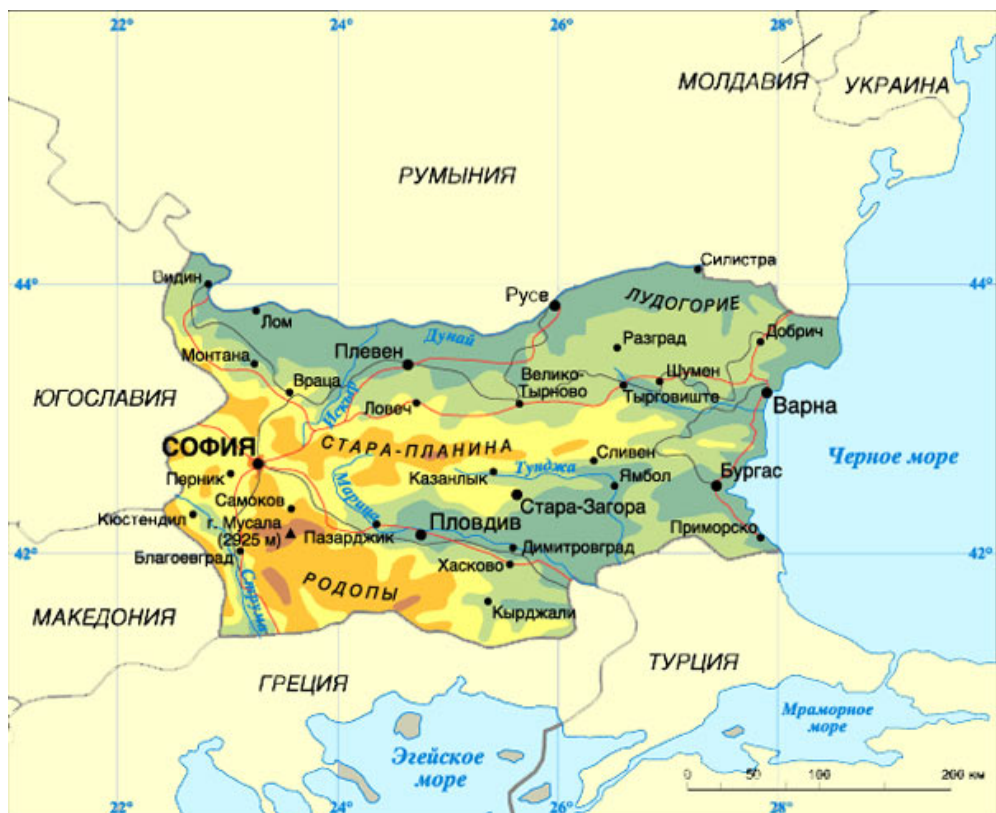 22°
24°
26°
28°
МОЛДАВИЯ
УКРАИНА
РУМЫНИЯ
44°
44°
Видин
Силистра
Русе
ЛУДОГОРИЕ
Лом
Дунай
Разград
Добрич
Монтана
Плевен
Враца
Велико-
Тырново
Шумен
Тырговиште
ЮГОСЛАВИЯ
Искър
Ловеч
Варна
СОФИЯ
СТАРА-ПЛАНИНА
Сливен
Черное море
Перник
Казанлык
Тунджа
Ямбол
Бургас
Самоков
Марица
Стара-Загора
Кюстендил
г. Мусала
(2925 м)
Пазарджик
Пловдив
Приморско
42°
42°
Благоевград
Димитровград
Хасково
РОДОПЫ
Струма
Кырджали
МАКЕДОНИЯ
ГРЕЦИЯ
ТУРЦИЯ
Мраморное
море
Эгейское
море
0 50 100 200 км
22°
24°
26°
28°